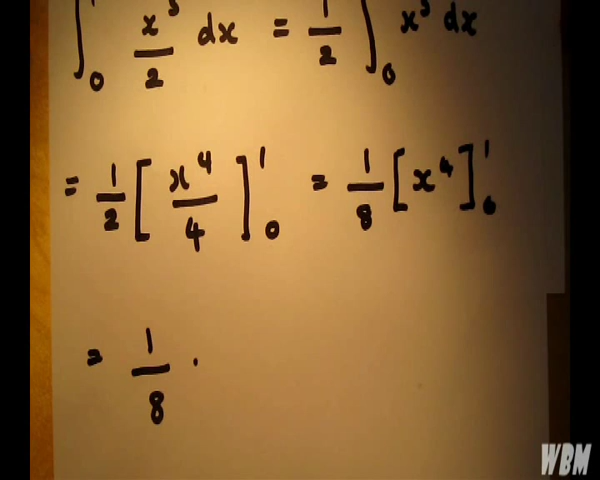 ∫₀¹ x³/2 dx = 1/2 ∫₀ x³ dx
= 1/2 [x⁴/4]₀¹ = 1/8 [x⁴]₀¹
= 1/8 .
WBM